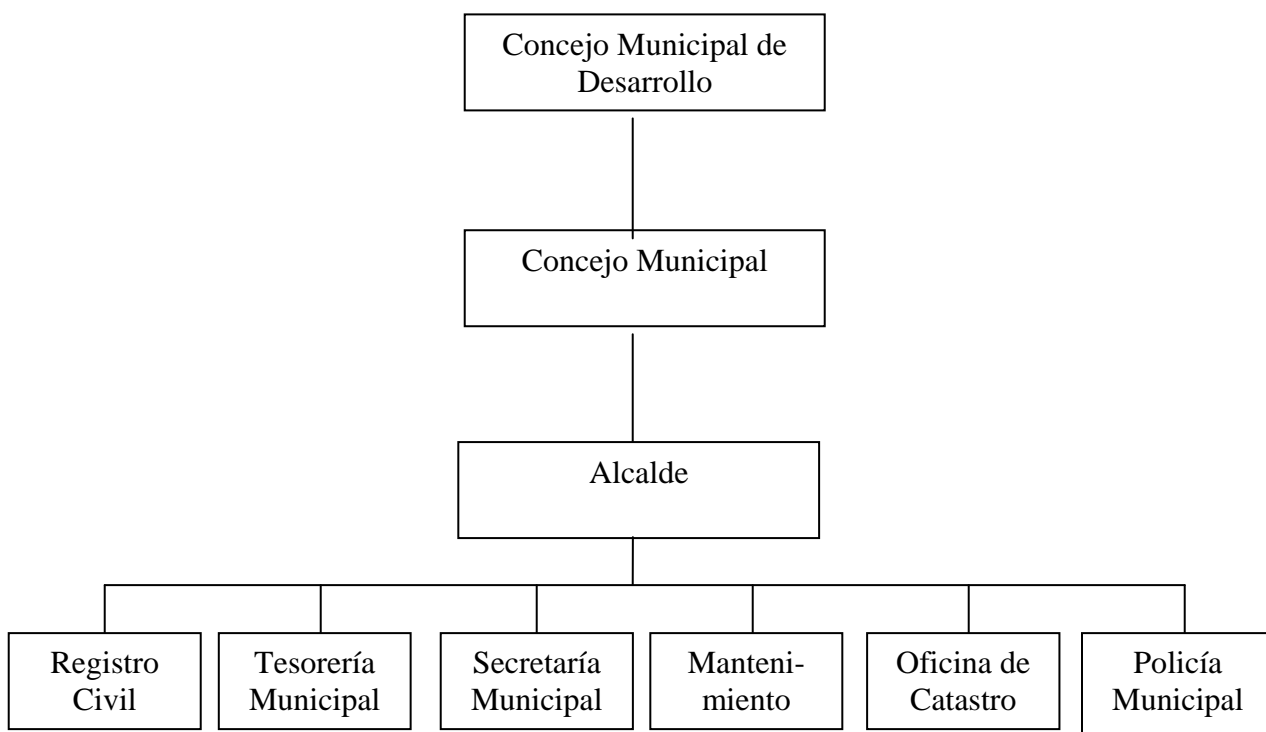 Concejo Municipal de
Desarrollo
Concejo Municipal
Alcalde
Registro
Civil
Tesorería
Municipal
Secretaría
Municipal
Manteni-
miento
Oficina de
Catastro
Policía
Municipal